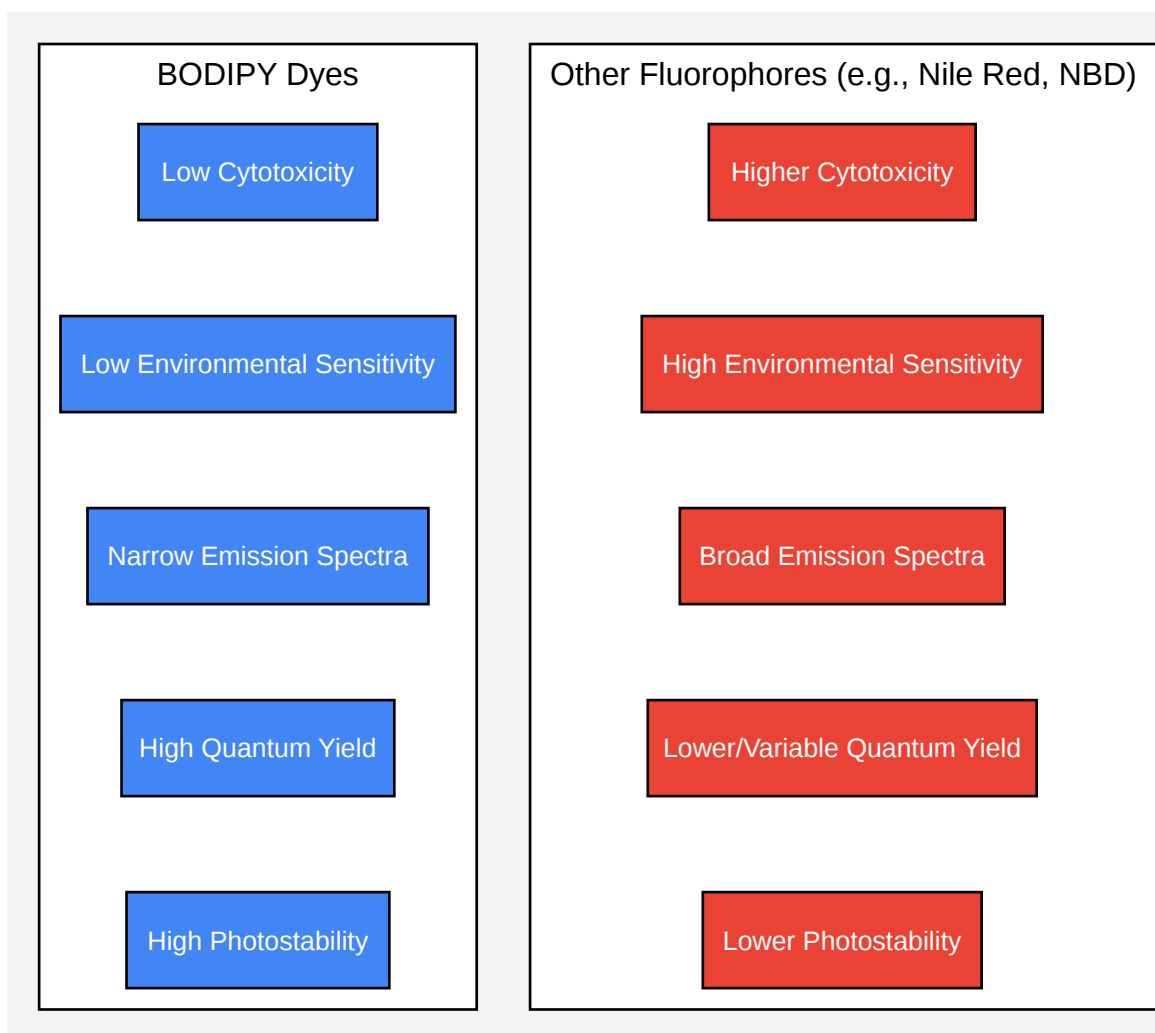 BODIPY Dyes
Low Cytotoxicity
Low Environmental Sensitivity
Narrow Emission Spectra
High Quantum Yield
High Photostability
Other Fluorophores (e.g., Nile Red, NBD)
Higher Cytotoxicity
High Environmental Sensitivity
Broad Emission Spectra
Lower/Variable Quantum Yield
Lower Photostability